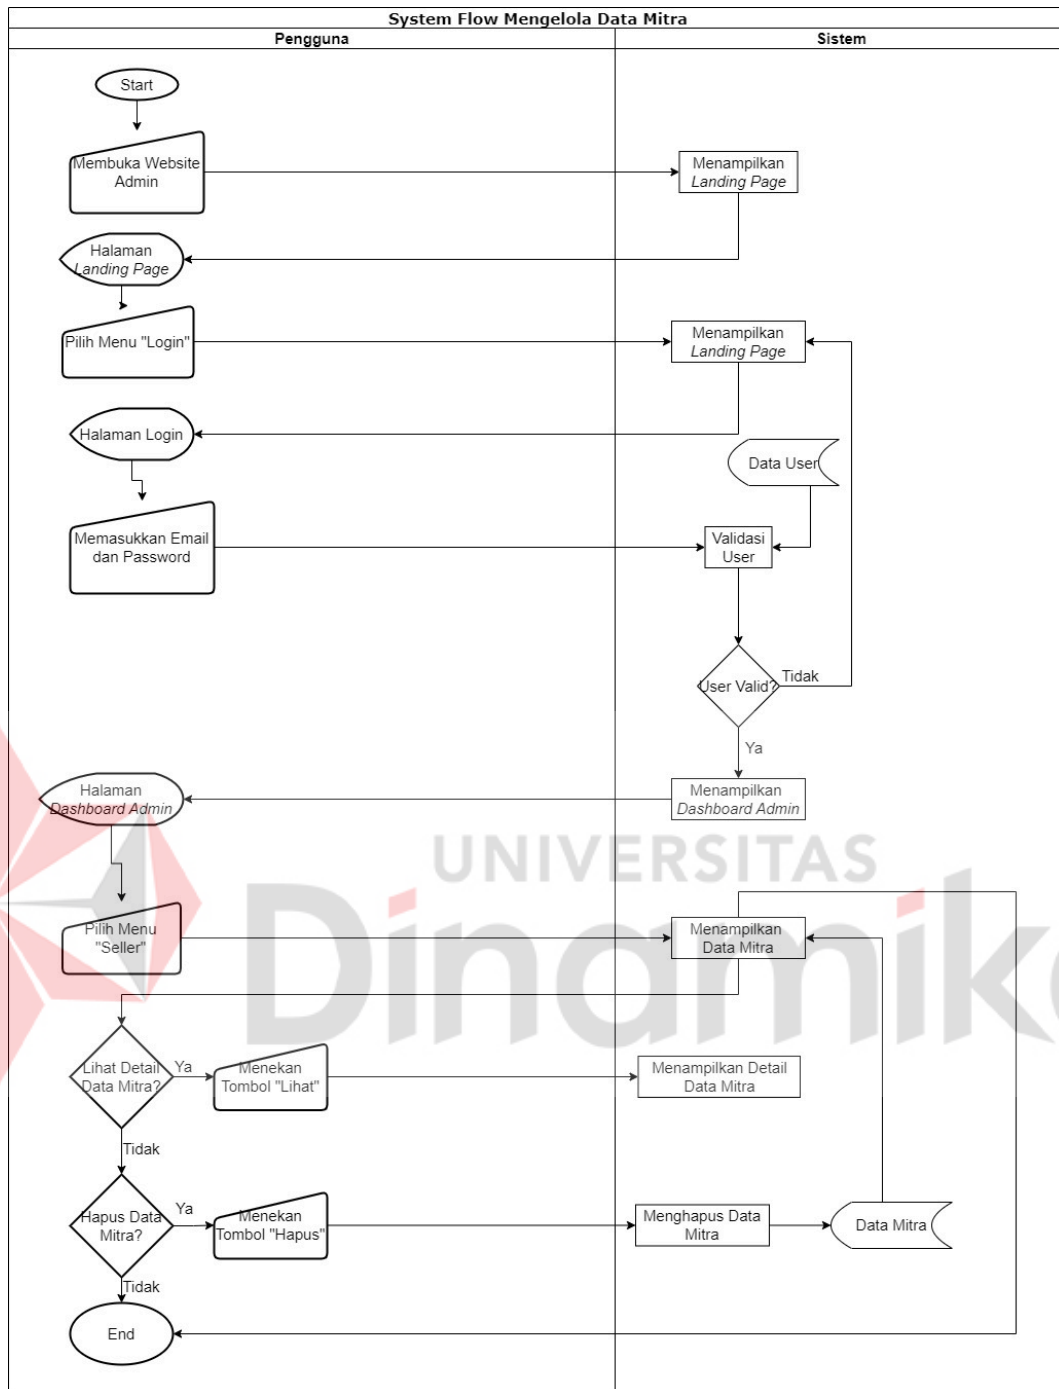 System Flow Mengelola Data Mitra
Pengguna
Sistem
Start
Membuka Website
Admin
Menampilkan
Landing Page
Halaman
Landing Page
Pilih Menu "Login"
Menampilkan
Landing Page
Halaman Login
Data User
Memasukkan Email
dan Password
Validasi
User
User Valid?
Tidak
Ya
Halaman
Dashboard Admin
Menampilkan
Dashboard Admin
UNIVERSITAS
Dinamika
Pilih Menu
"Seller"
Menampilkan
Data Mitra
Lihat Detail
Data Mitra?
Ya
Menekan
Tombol "Lihat"
Menampilkan Detail
Data Mitra
Tidak
Hapus Data
Mitra?
Ya
Menekan
Tombol "Hapus"
Menghapus Data
Mitra
Data Mitra
Tidak
End